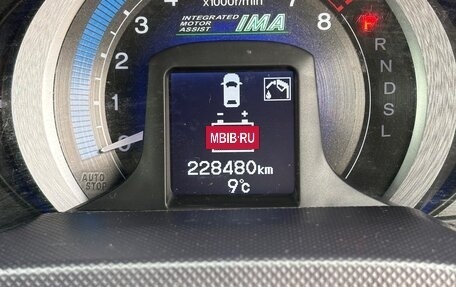 x1000r/min
INTEGRATED
MOTOR
ASSIST
IMA
4 7 8
3
2
1
0
P
R
N
D
S
L
- +
MBIB.RU
228480km
9°C
AUTO
STOP